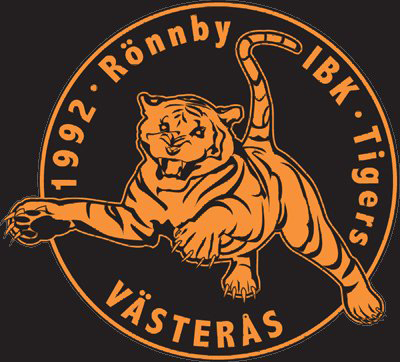 1992 · Rönnby IBK · Tigers
VÄSTERÅS